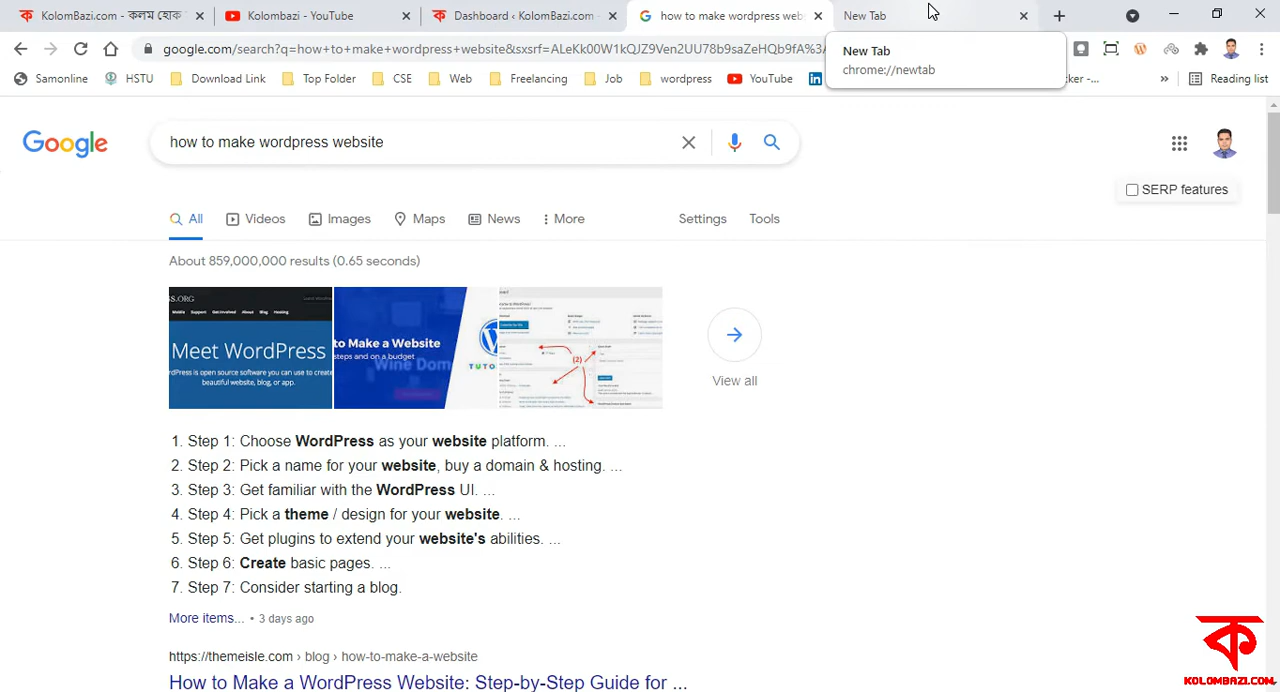 KolomBazi.com - কলম হোক
Kolombazi - YouTube
Dashboard ‹ KolomBazi.com -
how to make wordpress web
New Tab
google.com/search?q=how+to+make+wordpress+website&sxsrf=ALeKk00W1kQJZ9Ven2UU78b9saZeHQb9fA%3A
New Tab
chrome://newtab
Samonline
HSTU
Download Link
Top Folder
CSE
Web
Freelancing
Job
wordpress
YouTube
ker -...
»
Reading list
Google
how to make wordpress website
SERP features
All
Videos
Images
Maps
News
More
Settings
Tools
About 859,000,000 results (0.65 seconds)
SS.ORG
Meet WordPress
rdPress is open source software you can use to create
beautiful website, blog, or app.
to Make a Website
steps and on a budget
Wine Dom
TUTO
(2)
View all
1. Step 1: Choose WordPress as your website platform. ...
2. Step 2: Pick a name for your website, buy a domain & hosting. ...
3. Step 3: Get familiar with the WordPress UI. ...
4. Step 4: Pick a theme / design for your website. ...
5. Step 5: Get plugins to extend your website's abilities. ...
6. Step 6: Create basic pages. ...
7. Step 7: Consider starting a blog.
More items... • 3 days ago
https://themeisle.com › blog › how-to-make-a-website
How to Make a WordPress Website: Step-by-Step Guide for ...
KOLOMBAZI.COM